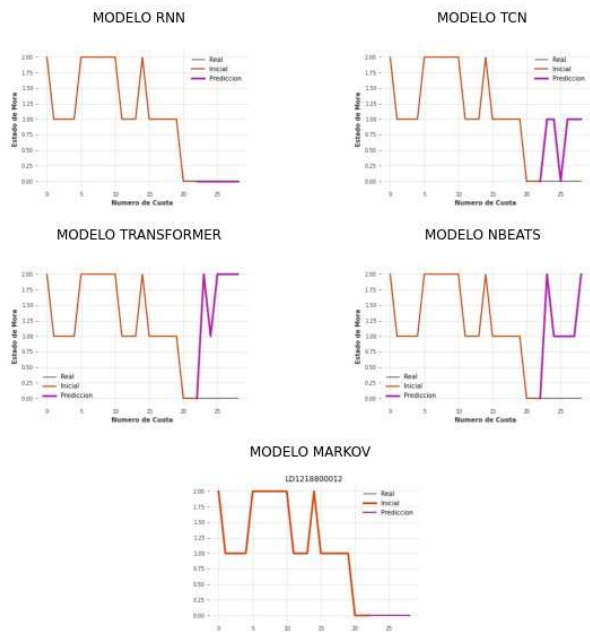 MODELO RNN
2.00
1.75
1.50
1.25
1.00
0.75
0.50
0.25
0.00
Estado de Mora
0 5 10 15 20 25
Numero de Cuota
Real
Inicial
Prediccion
MODELO TCN
2.00
1.75
1.50
1.25
1.00
0.75
0.50
0.25
0.00
Estado de Mora
0 5 10 15 20 25
Numero de Cuota
Real
Inicial
Prediccion
MODELO TRANSFORMER
2.00
1.75
1.50
1.25
1.00
0.75
0.50
0.25
0.00
Estado de Mora
0 5 10 15 20 25
Numero de Cuota
Real
Inicial
Prediccion
MODELO NBEATS
2.00
1.75
1.50
1.25
1.00
0.75
0.50
0.25
0.00
Estado de Mora
0 5 10 15 20 25
Numero de Cuota
Real
Inicial
Prediccion
MODELO MARKOV
LD1218800012
2.00
1.75
1.50
1.25
1.00
0.75
0.50
0.25
0.00
0 5 10 15 20 25
Real
Inicial
Prediccion